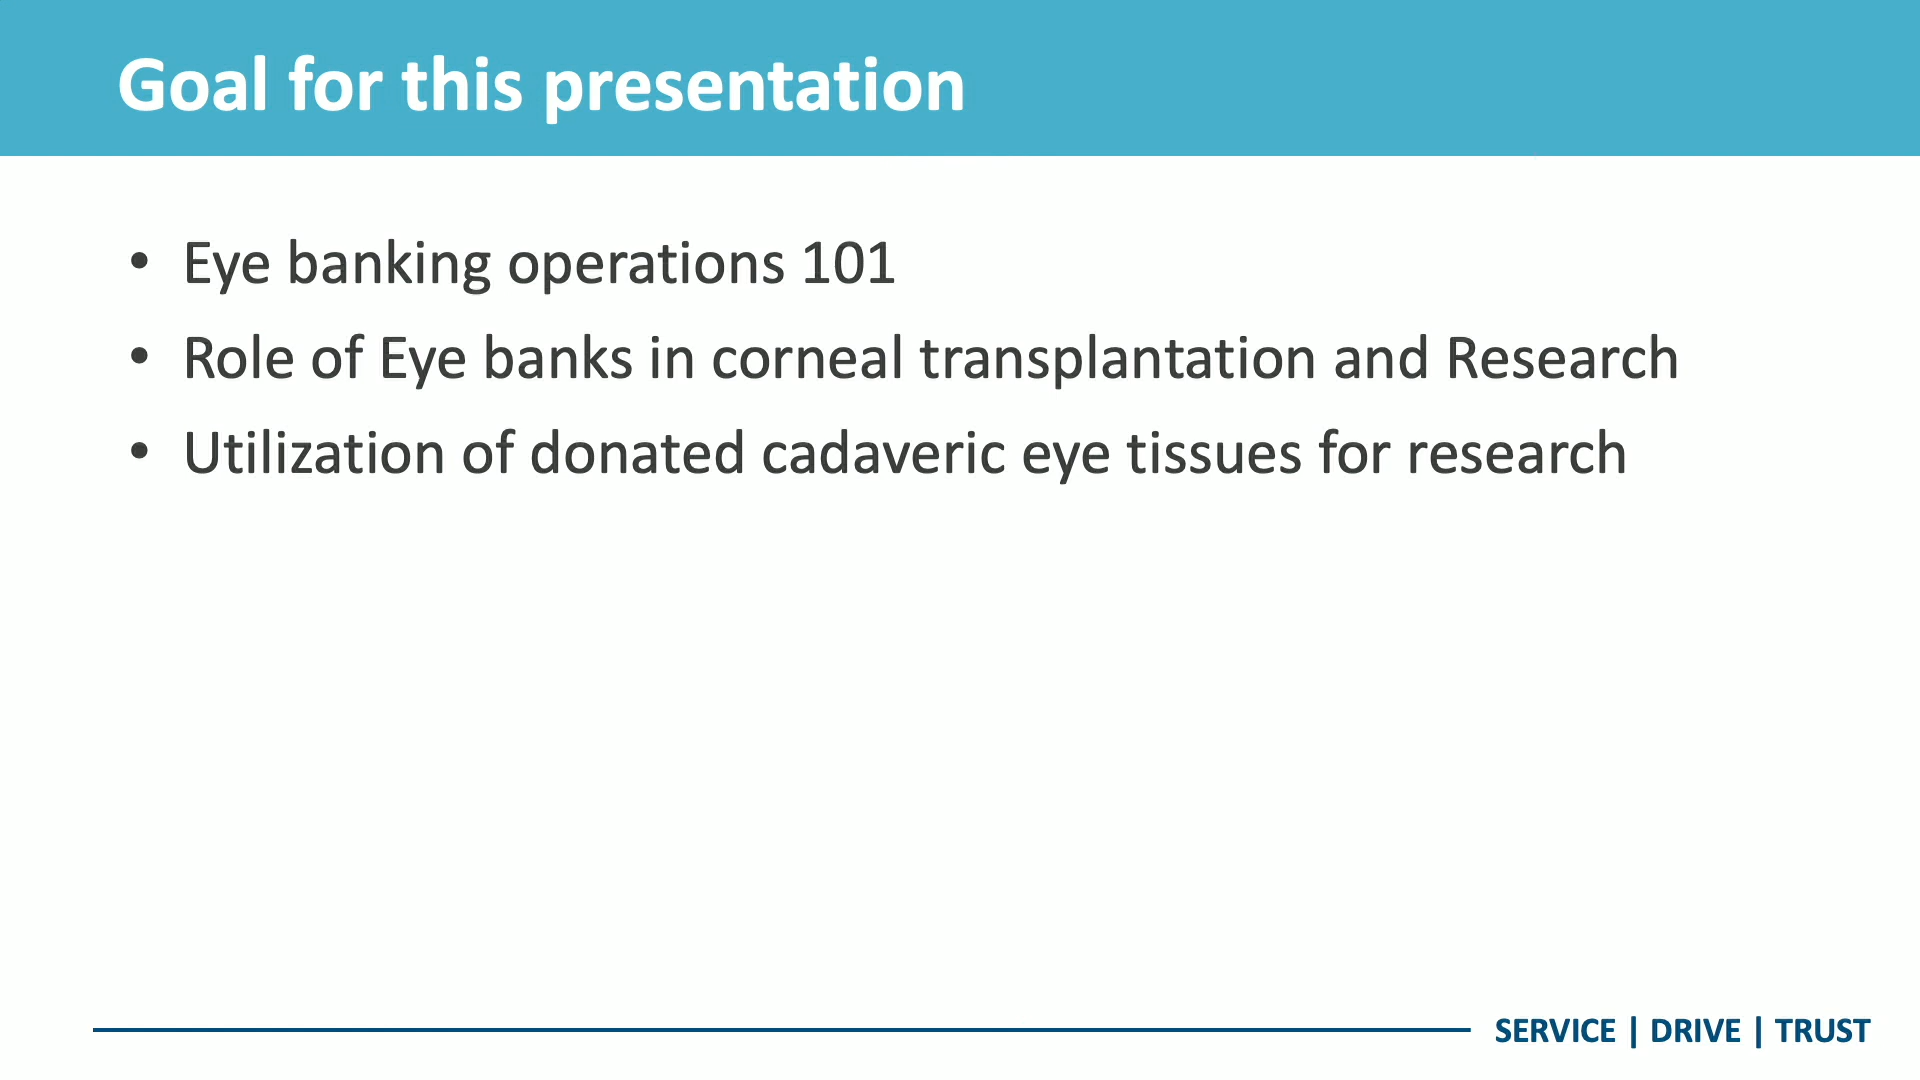 Goal for this presentation
• Eye banking operations 101
• Role of Eye banks in corneal transplantation and Research
• Utilization of donated cadaveric eye tissues for research
SERVICE | DRIVE | TRUST